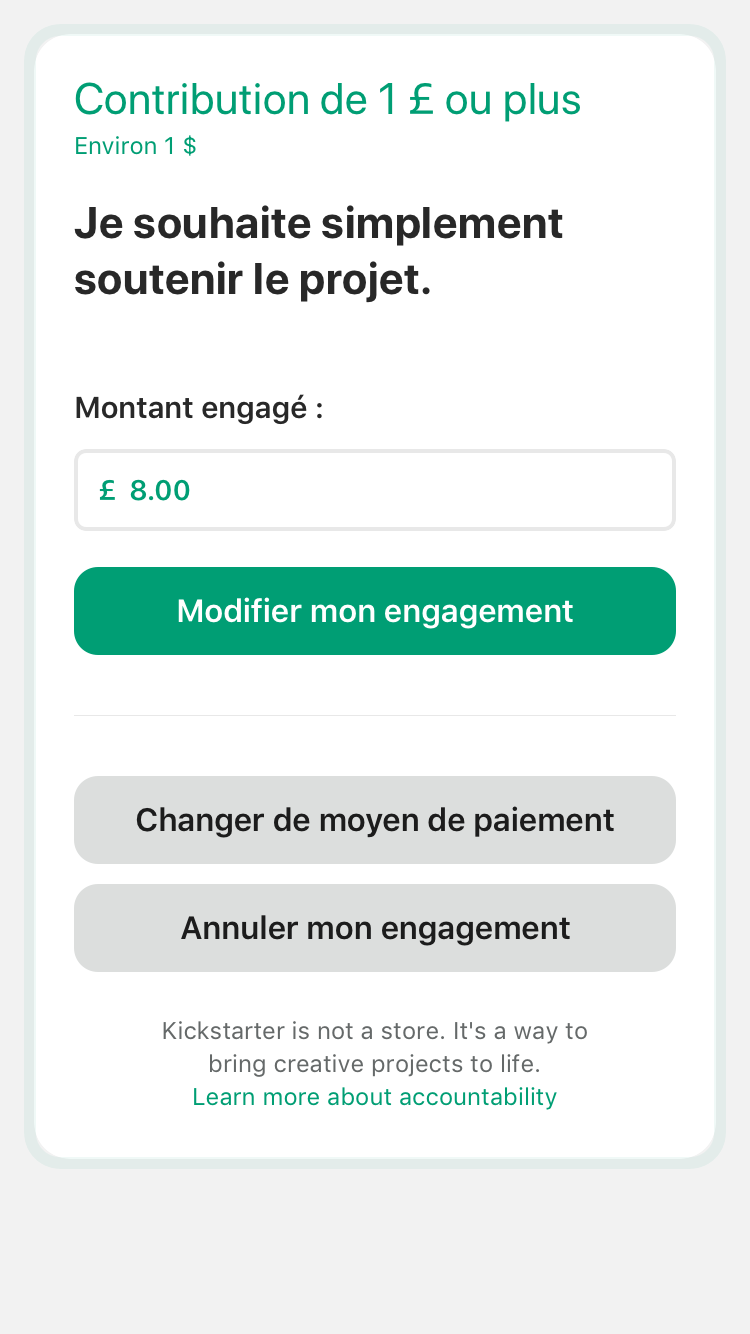 Contribution de 1 £ ou plus
Environ 1 $
Je souhaite simplement
soutenir le projet.
Montant engagé :
£ 8.00
Modifier mon engagement
Changer de moyen de paiement
Annuler mon engagement
Kickstarter is not a store. It's a way to
bring creative projects to life.
Learn more about accountability